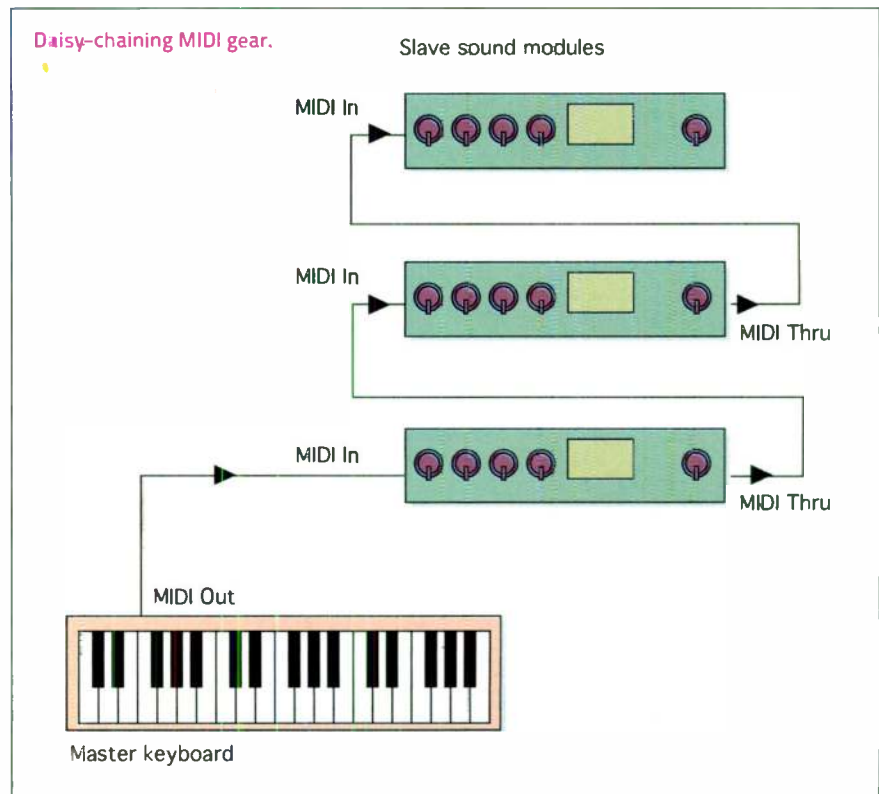 Daisy-chaining MIDI gear.
Slave sound modules
MIDI In
MIDI In
MIDI Thru
MIDI In
MIDI Thru
MIDI Out
Master keyboard